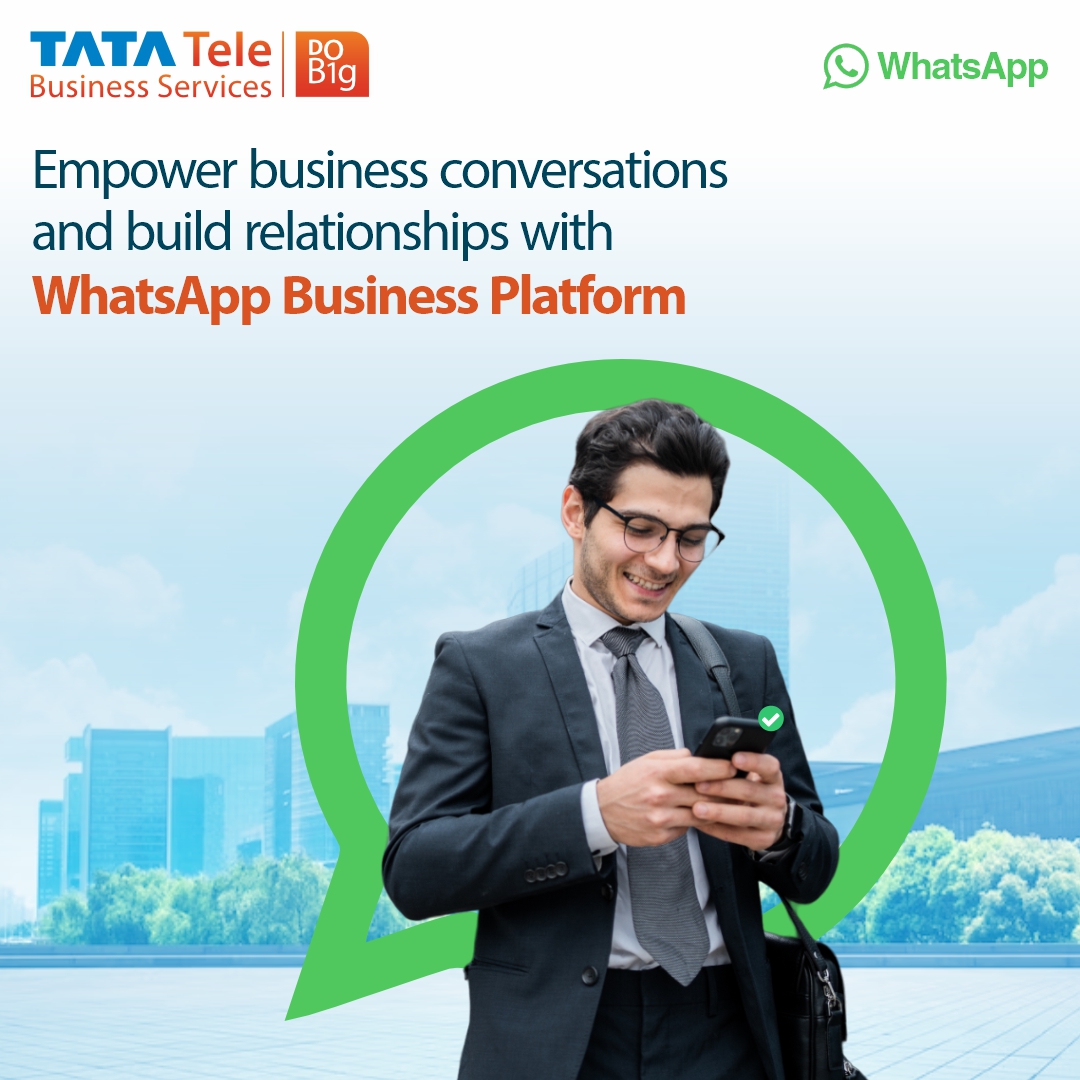 TATA Tele
Business Services
DO
B1g
WhatsApp
Empower business conversations
and build relationships with
WhatsApp Business Platform